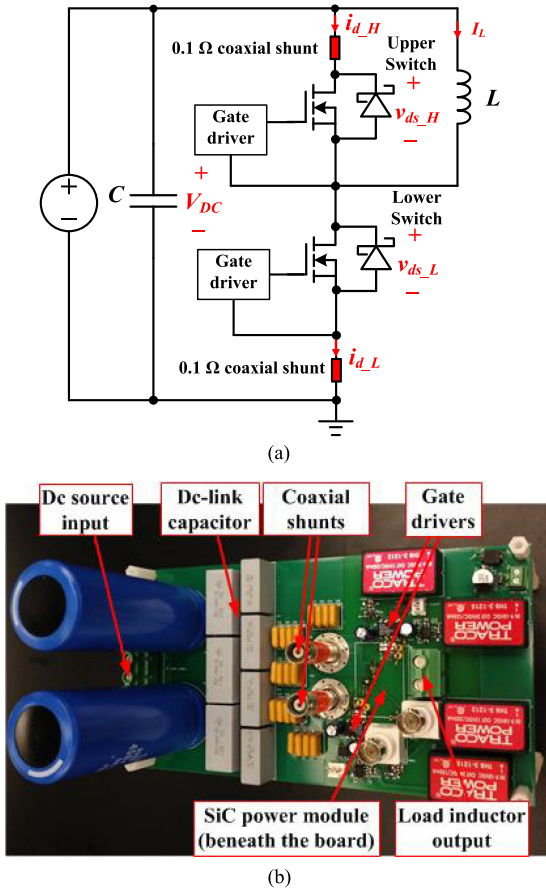 i_d_H
I_L
0.1 Ω coaxial shunt
Upper
Switch
+
Gate
driver
v_ds_H
−
L
+
−
C
+
V_DC
−
Lower
Switch
+
Gate
driver
v_ds_L
−
i_d_L
0.1 Ω coaxial shunt
(a)
Dc source
input
Dc-link
capacitor
Coaxial
shunts
Gate
drivers
TRACO
POWER
TRACO
POWER
TRACO
POWER
TRACO
POWER
SiC power module
(beneath the board)
Load inductor
output
(b)